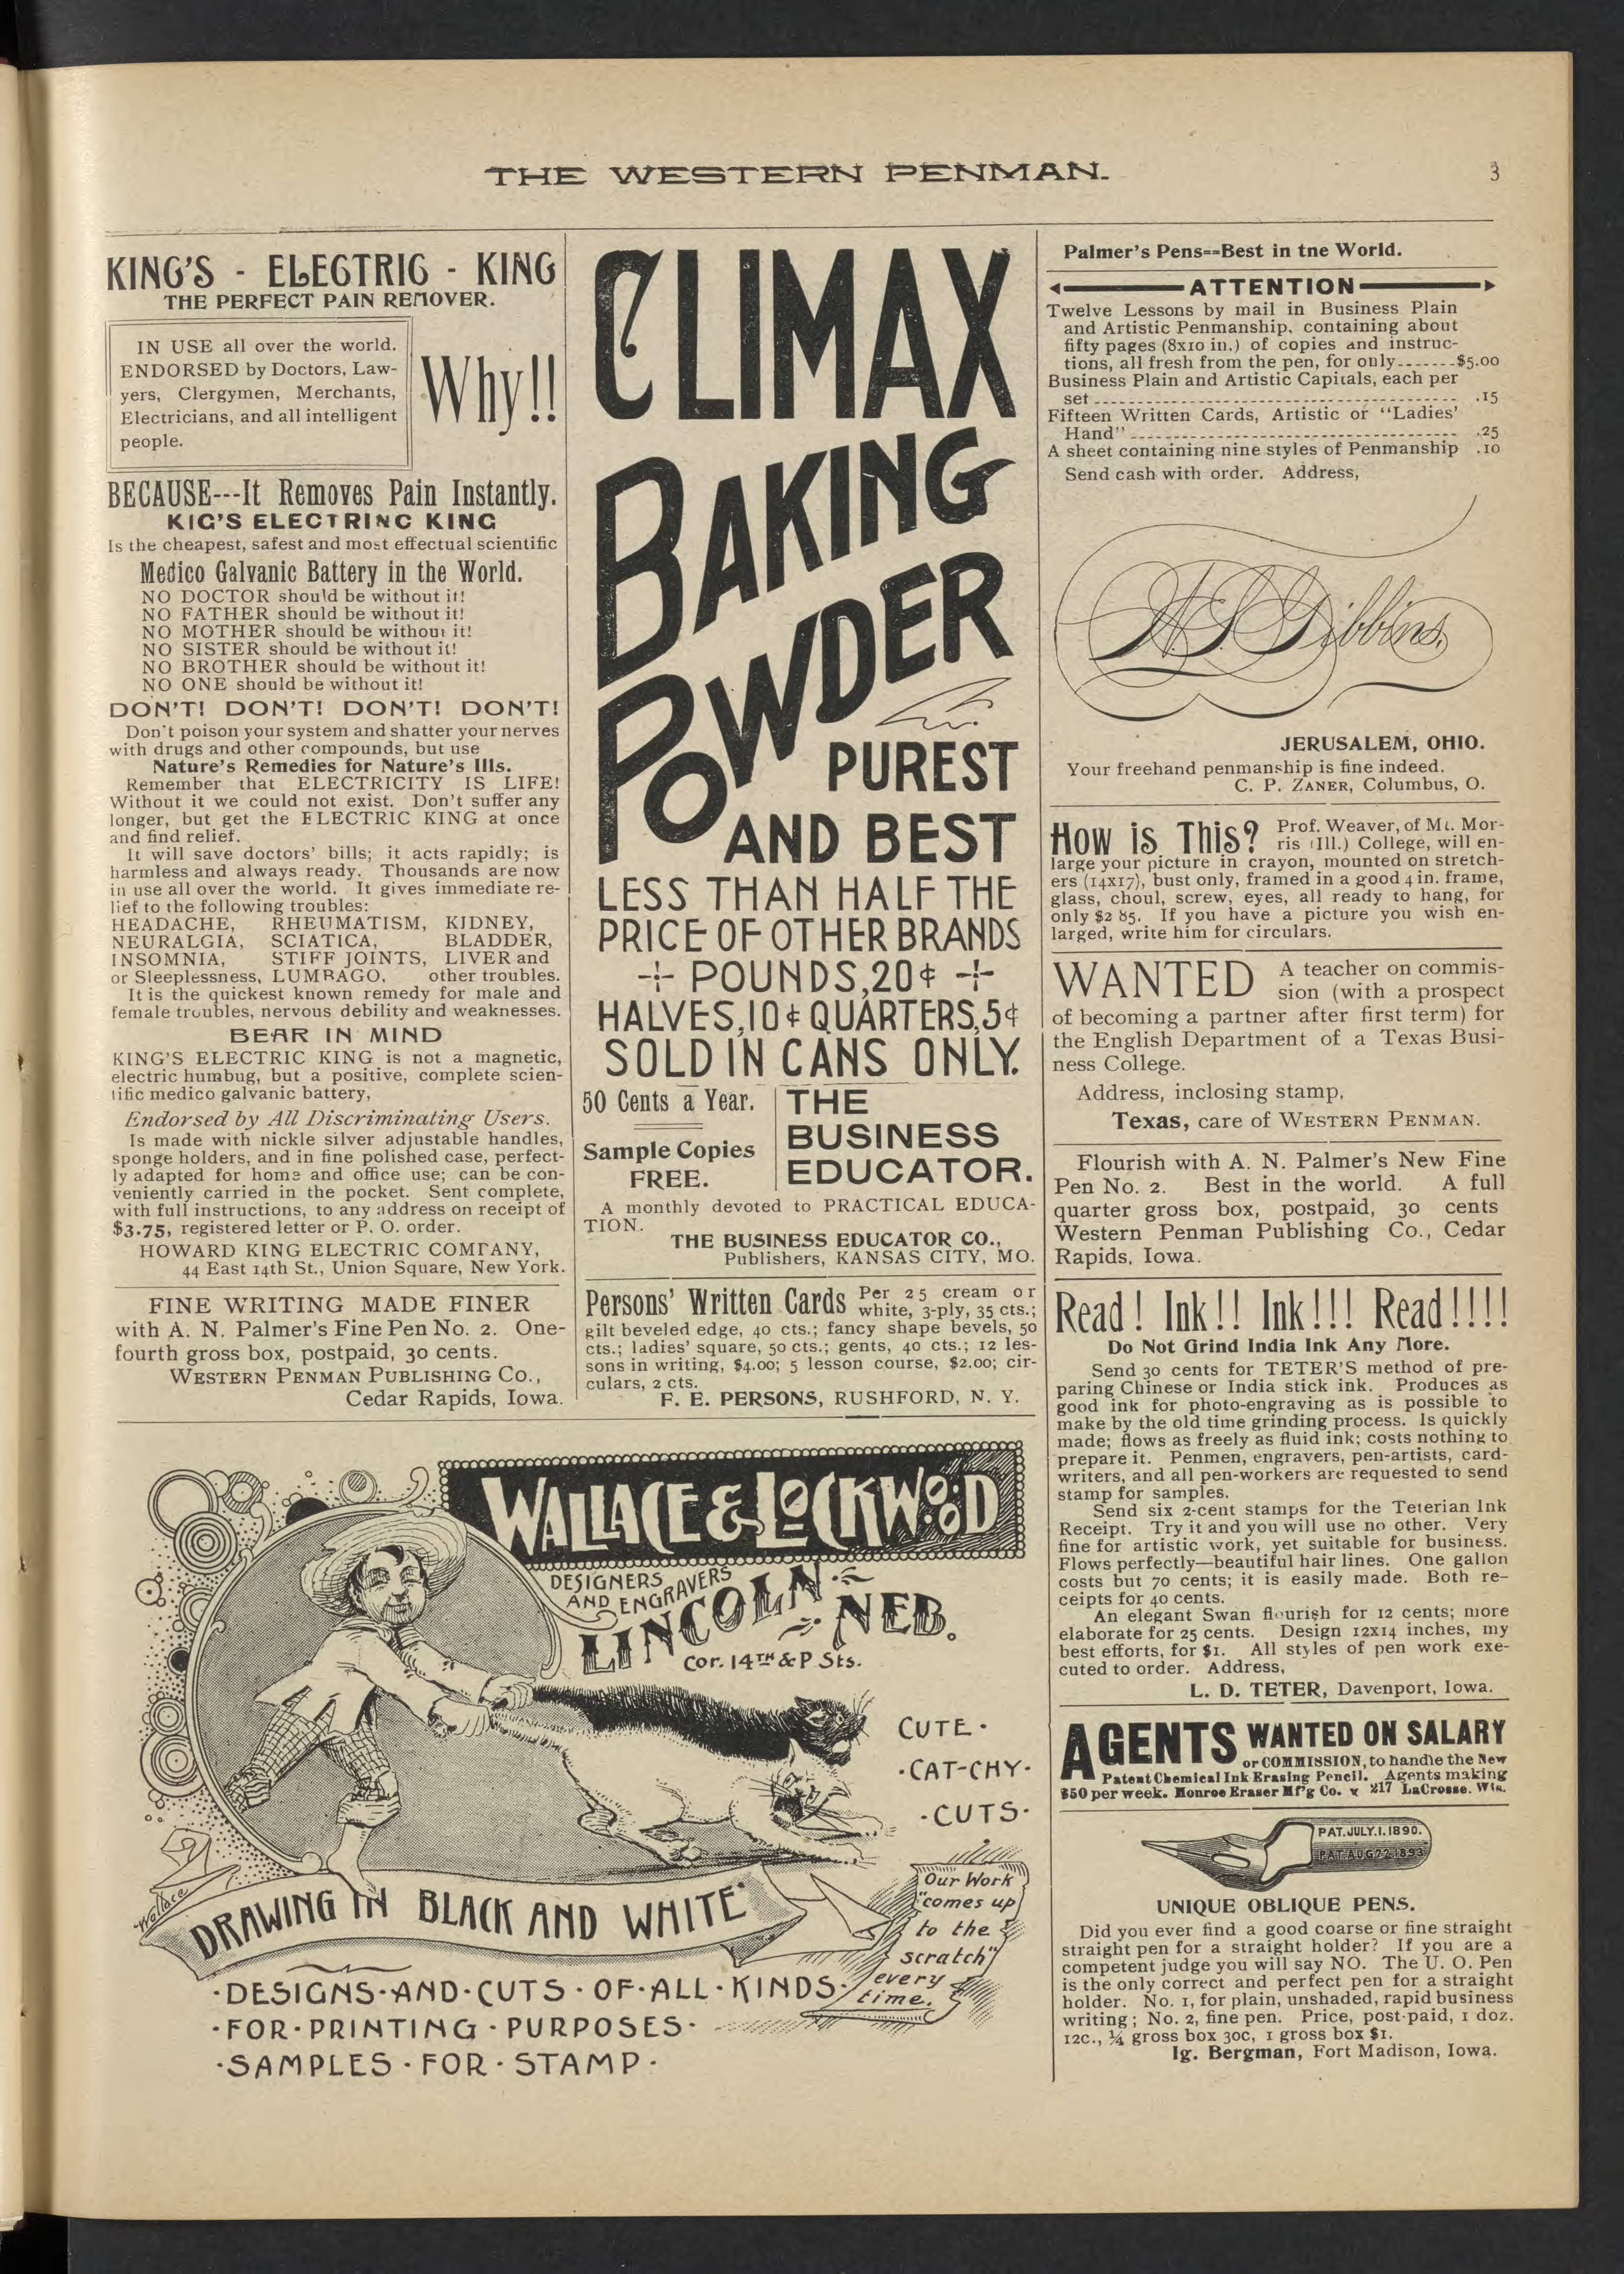 THE WESTERN PENMAN.
3
KING'S - ELECTRIC - KING
THE PERFECT PAIN REMOVER.
IN USE all over the world.
ENDORSED by Doctors, Law-
yers, Clergymen, Merchants,
Electricians, and all intelligent
people.
Why!!
BECAUSE---It Removes Pain Instantly.
KIG'S ELECTRINC KING
Is the cheapest, safest and most effectual scientific
Medico Galvanic Battery in the World.
NO DOCTOR should be without it!
NO FATHER should be without it!
NO MOTHER should be without it!
NO SISTER should be without it!
NO BROTHER should be without it!
NO ONE should be without it!
DON'T! DON'T! DON'T! DON'T!
Don't poison your system and shatter your nerves
with drugs and other compounds, but use
Nature's Remedies for Nature's Ills.
Remember that ELECTRICITY IS LIFE!
Without it we could not exist. Don't suffer any
longer, but get the ELECTRIC KING at once
and find relief.
It will save doctors' bills; it acts rapidly; is
harmless and always ready. Thousands are now
in use all over the world. It gives immediate re-
lief to the following troubles:
HEADACHE, RHEUMATISM, KIDNEY,
NEURALGIA, SCIATICA, BLADDER,
INSOMNIA, STIFF JOINTS, LIVER and
or Sleeplessness, LUMBAGO, other troubles.
It is the quickest known remedy for male and
female troubles, nervous debility and weaknesses.
BEAR IN MIND
KING'S ELECTRIC KING is not a magnetic,
electric humbug, but a positive, complete scien-
tific medico galvanic battery,
Endorsed by All Discriminating Users.
Is made with nickle silver adjustable handles,
sponge holders, and in fine polished case, perfect-
ly adapted for home and office use; can be con-
veniently carried in the pocket. Sent complete,
with full instructions, to any address on receipt of
$3.75, registered letter or P. O. order.
HOWARD KING ELECTRIC COMPANY,
44 East 14th St., Union Square, New York.
FINE WRITING MADE FINER
with A. N. Palmer's Fine Pen No. 2. One-
fourth gross box, postpaid, 30 cents.
WESTERN PENMAN PUBLISHING CO.,
Cedar Rapids, Iowa.
CLIMAX
BAKING
POWDER
PUREST
AND BEST
LESS THAN HALF THE
PRICE OF OTHER BRANDS
POUNDS, 20¢
HALVES, 10¢ QUARTERS, 5¢
SOLD IN CANS ONLY.
50 Cents a Year.
Sample Copies
FREE.
THE
BUSINESS
EDUCATOR.
A monthly devoted to PRACTICAL EDUCA-
TION.
THE BUSINESS EDUCATOR CO.,
Publishers, KANSAS CITY, MO.
Persons' Written Cards Per 25 cream or
white, 3-ply, 35 cts.;
gilt beveled edge, 40 cts.; fancy shape bevels, 50
cts.; ladies' square, 50 cts.; gents, 40 cts.; 12 les-
sons in writing, $4.00; 5 lesson course, $2.00; cir-
culars, 2 cts.
F. E. PERSONS, RUSHFORD, N. Y.
WALLACE & LOCKWOOD
DESIGNERS
AND ENGRAVERS
LINCOLN NEB.
Cor. 14TH & P Sts.
CUTE·
·CAT-CHY·
·CUTS·
Wallace
DRAWING IN BLACK AND WHITE
Our Work
"comes up
to the
scratch"
every
time.
·DESIGNS·AND·CUTS·OF·ALL·KINDS·
·FOR·PRINTING·PURPOSES·
·SAMPLES·FOR·STAMP·
Palmer's Pens==Best in tne World.
ATTENTION
Twelve Lessons by mail in Business Plain
and Artistic Penmanship, containing about
fifty pages (8x10 in.) of copies and instruc-
tions, all fresh from the pen, for only-------$5.00
Business Plain and Artistic Capitals, each per
set .15
Fifteen Written Cards, Artistic or "Ladies'
Hand" .25
A sheet containing nine styles of Penmanship .10
Send cash with order. Address,
Gibbins,
JERUSALEM, OHIO.
Your freehand penmanship is fine indeed.
C. P. ZANER, Columbus, O.
How is This? Prof. Weaver, of Mt. Mor-
ris (Ill.) College, will en-
large your picture in crayon, mounted on stretch-
ers (14x17), bust only, framed in a good 4 in. frame,
glass, choul, screw, eyes, all ready to hang, for
only $2 85. If you have a picture you wish en-
larged, write him for circulars.
WANTED A teacher on commis-
sion (with a prospect
of becoming a partner after first term) for
the English Department of a Texas Busi-
ness College.
Address, inclosing stamp,
Texas, care of WESTERN PENMAN.
Flourish with A. N. Palmer's New Fine
Pen No. 2. Best in the world. A full
quarter gross box, postpaid, 30 cents
Western Penman Publishing Co., Cedar
Rapids, Iowa.
Read! Ink!! Ink!!! Read!!!!
Do Not Grind India Ink Any More.
Send 30 cents for TETER'S method of pre-
paring Chinese or India stick ink. Produces as
good ink for photo-engraving as is possible to
make by the old time grinding process. Is quickly
made; flows as freely as fluid ink; costs nothing to
prepare it. Penmen, engravers, pen-artists, card-
writers, and all pen-workers are requested to send
stamp for samples.
Send six 2-cent stamps for the Teterian Ink
Receipt. Try it and you will use no other. Very
fine for artistic work, yet suitable for business.
Flows perfectly—beautiful hair lines. One gallon
costs but 70 cents; it is easily made. Both re-
ceipts for 40 cents.
An elegant Swan flourish for 12 cents; more
elaborate for 25 cents. Design 12x14 inches, my
best efforts, for $1. All styles of pen work exe-
cuted to order. Address,
L. D. TETER, Davenport, Iowa.
AGENTS WANTED ON SALARY
or COMMISSION, to handle the New
Patent Chemical Ink Erasing Pencil. Agents making
$50 per week. Monroe Eraser Mf'g Co. x 217 LaCrosse. Wis.
PAT. JULY. 1. 1890.
PAT AUG 22 1893
UNIQUE OBLIQUE PENS.
Did you ever find a good coarse or fine straight
straight pen for a straight holder? If you are a
competent judge you will say NO. The U. O. Pen
is the only correct and perfect pen for a straight
holder. No. 1, for plain, unshaded, rapid business
writing; No. 2, fine pen. Price, post-paid, 1 doz.
12c., ¼ gross box 30c, 1 gross box $1.
Ig. Bergman, Fort Madison, Iowa.